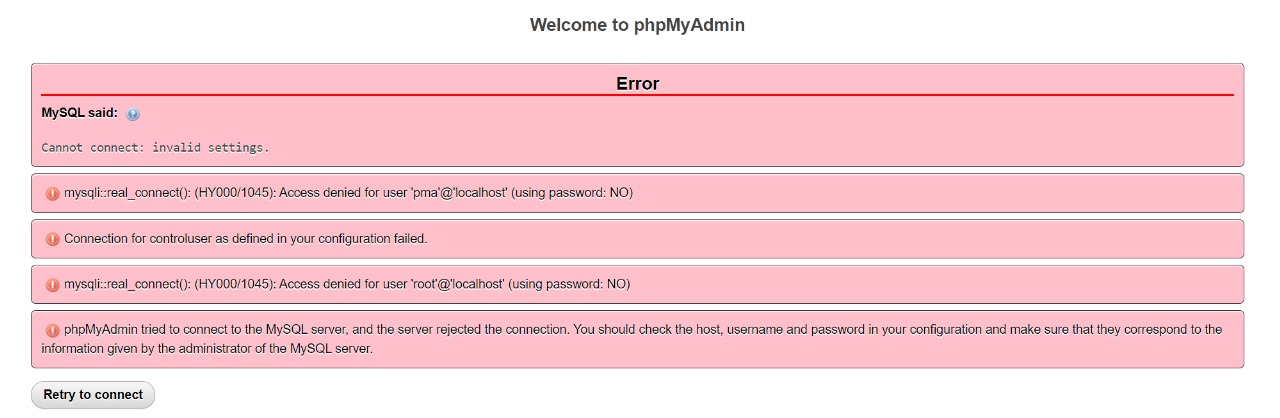 Welcome to phpMyAdmin
Error
MySQL said:
Cannot connect: invalid settings.
mysqli::real_connect(): (HY000/1045): Access denied for user 'pma'@'localhost' (using password: NO)
Connection for controluser as defined in your configuration failed.
mysqli::real_connect(): (HY000/1045): Access denied for user 'root'@'localhost' (using password: NO)
phpMyAdmin tried to connect to the MySQL server, and the server rejected the connection. You should check the host, username and password in your configuration and make sure that they correspond to the
information given by the administrator of the MySQL server.
Retry to connect